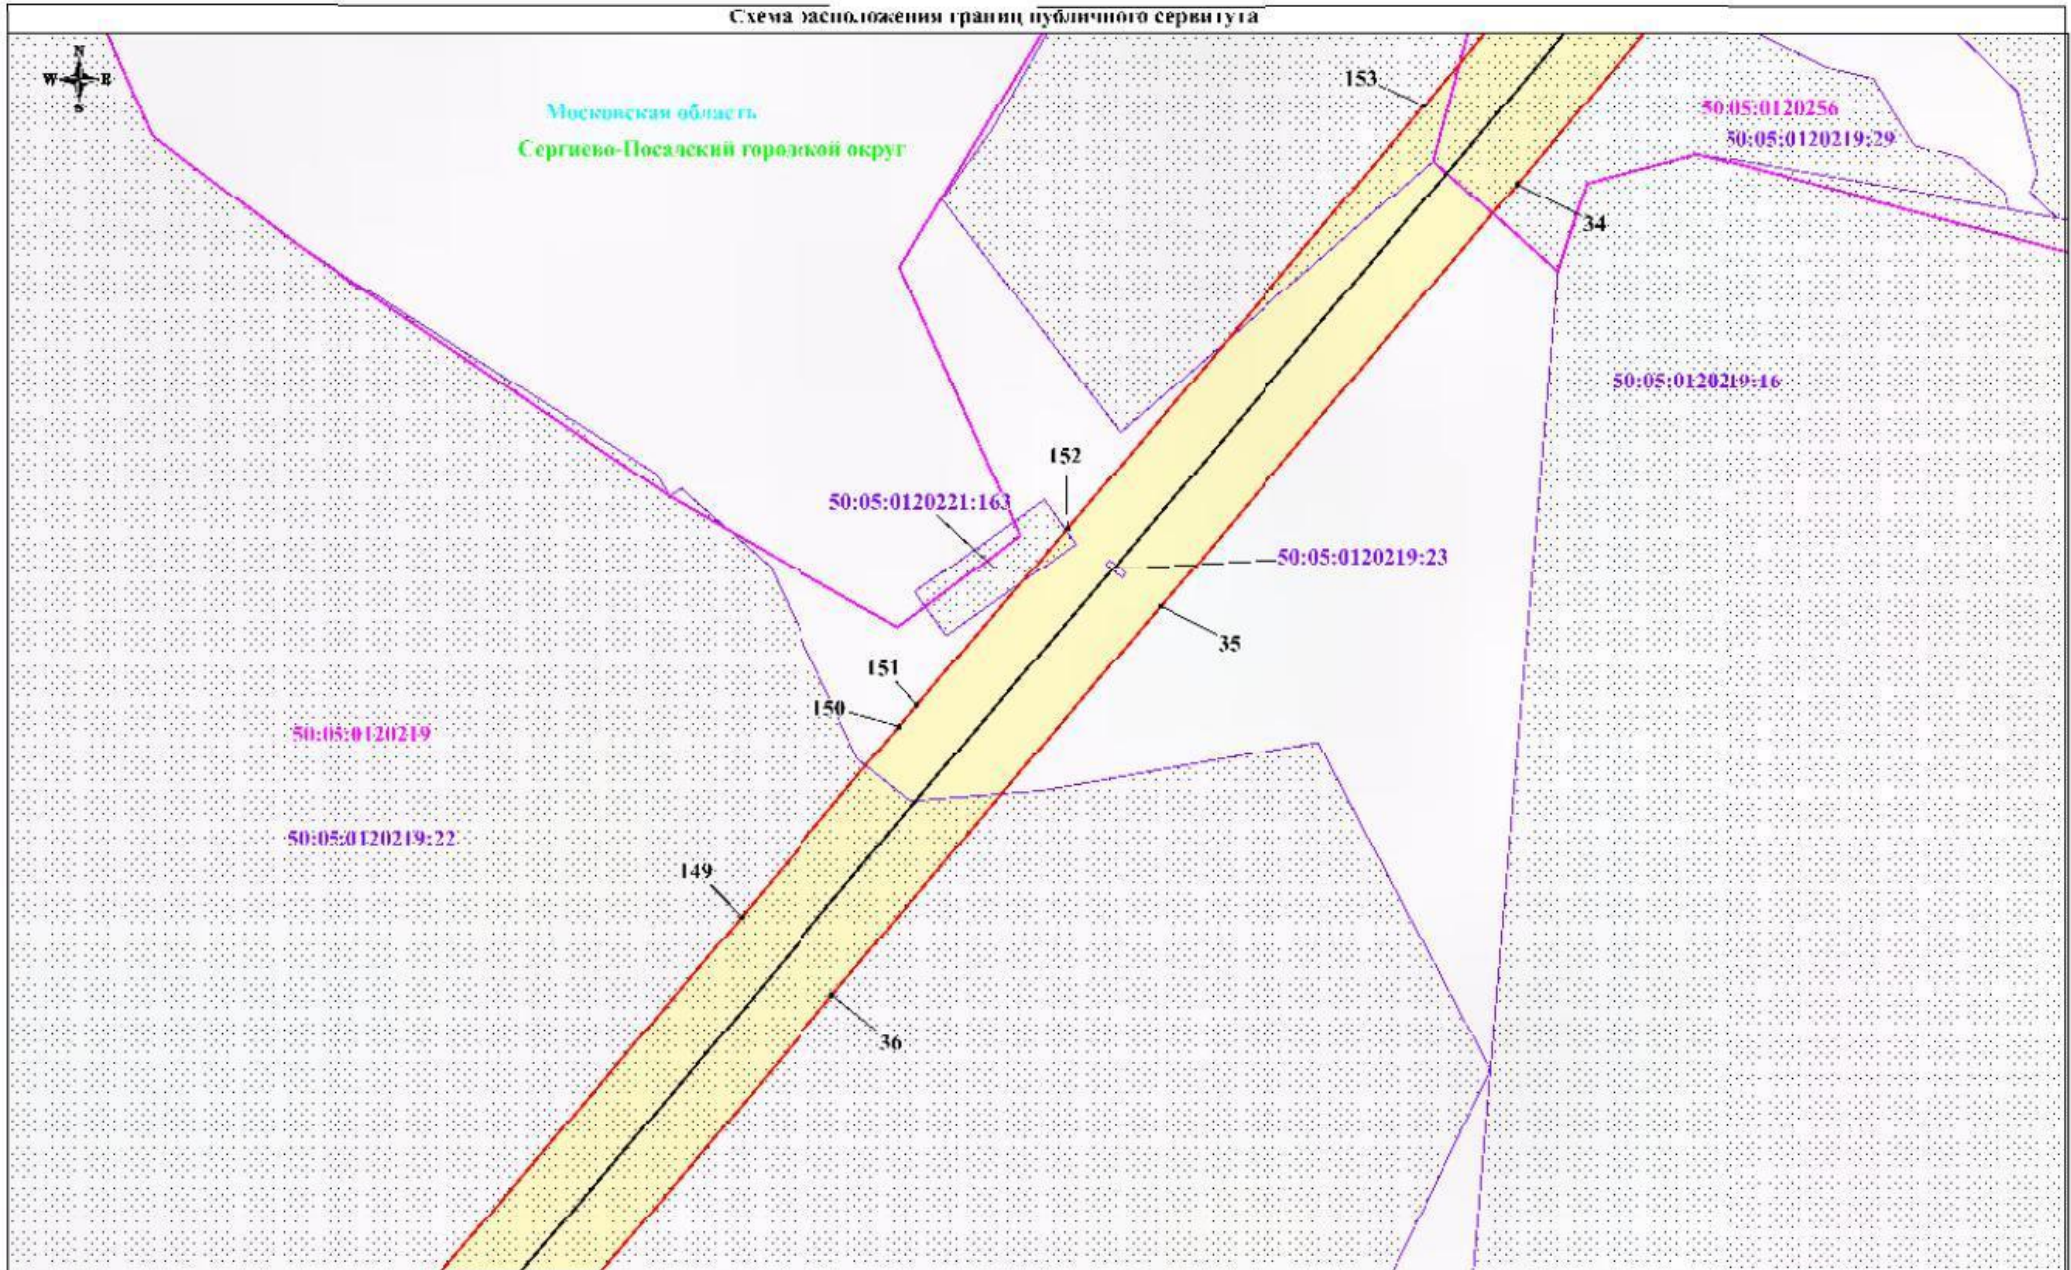 Схема расположения границ публичного сервитута
N
W E
S
153
50:05:0120256
Московская область
50:05:0120219:29
Сергиево-Посадский городской округ
34
50:05:0120219:16
152
50:05:0120221:163
50:05:0120219:23
35
151
150
50:05:0120219
50:05:0120219:22
149
36